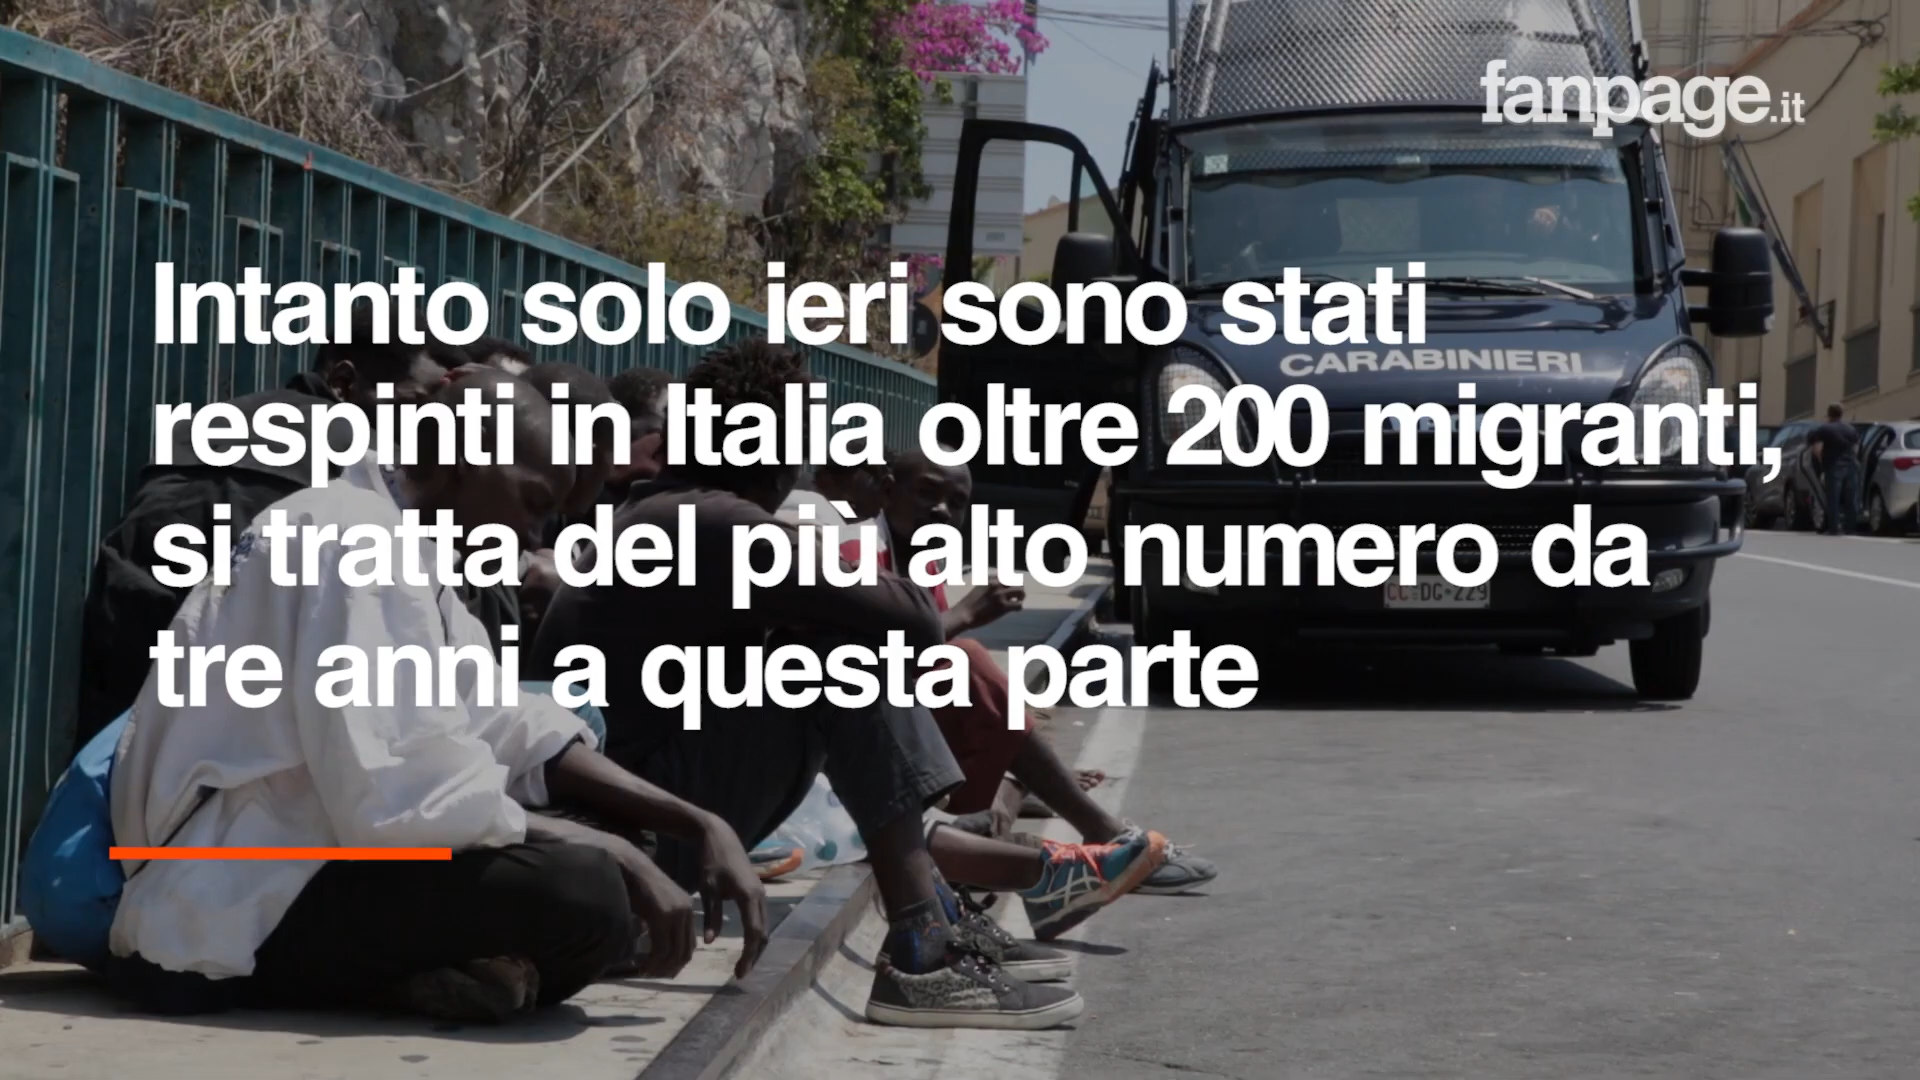 fanpage.it
Intanto solo ieri sono stati
respinti in Italia oltre 200 migranti,
si tratta del più alto numero da
tre anni a questa parte
CARABINIERI
CC DG 229